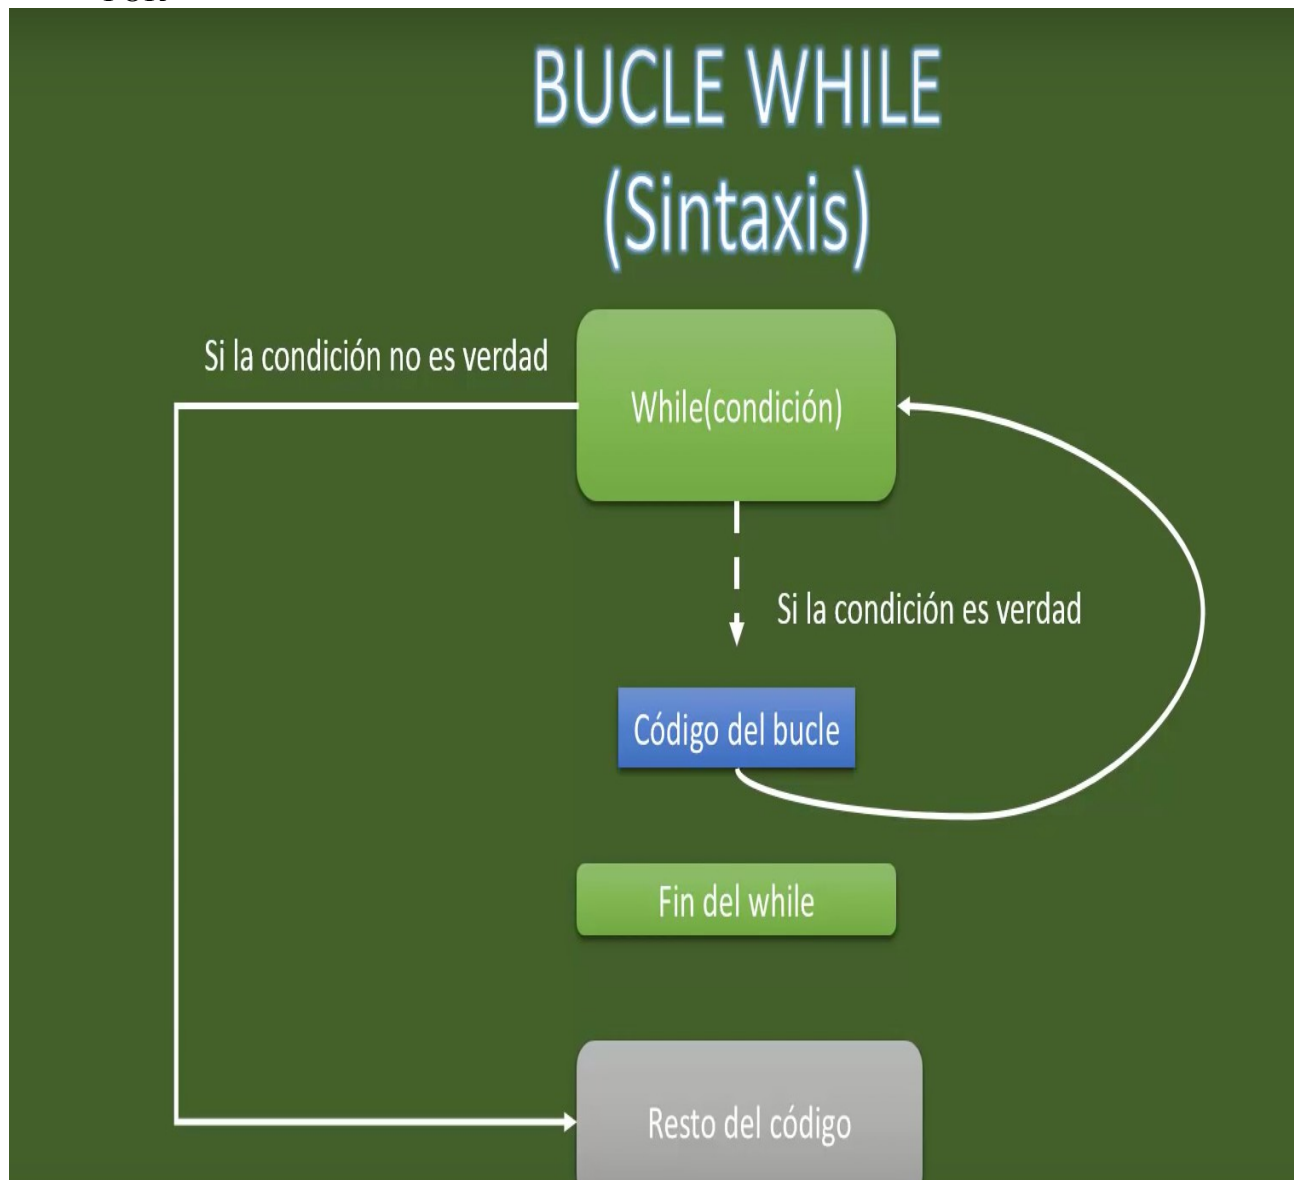 BUCLE WHILE
(Sintaxis)
Si la condición no es verdad
While(condición)
Si la condición es verdad
Código del bucle
Fin del while
Resto del código